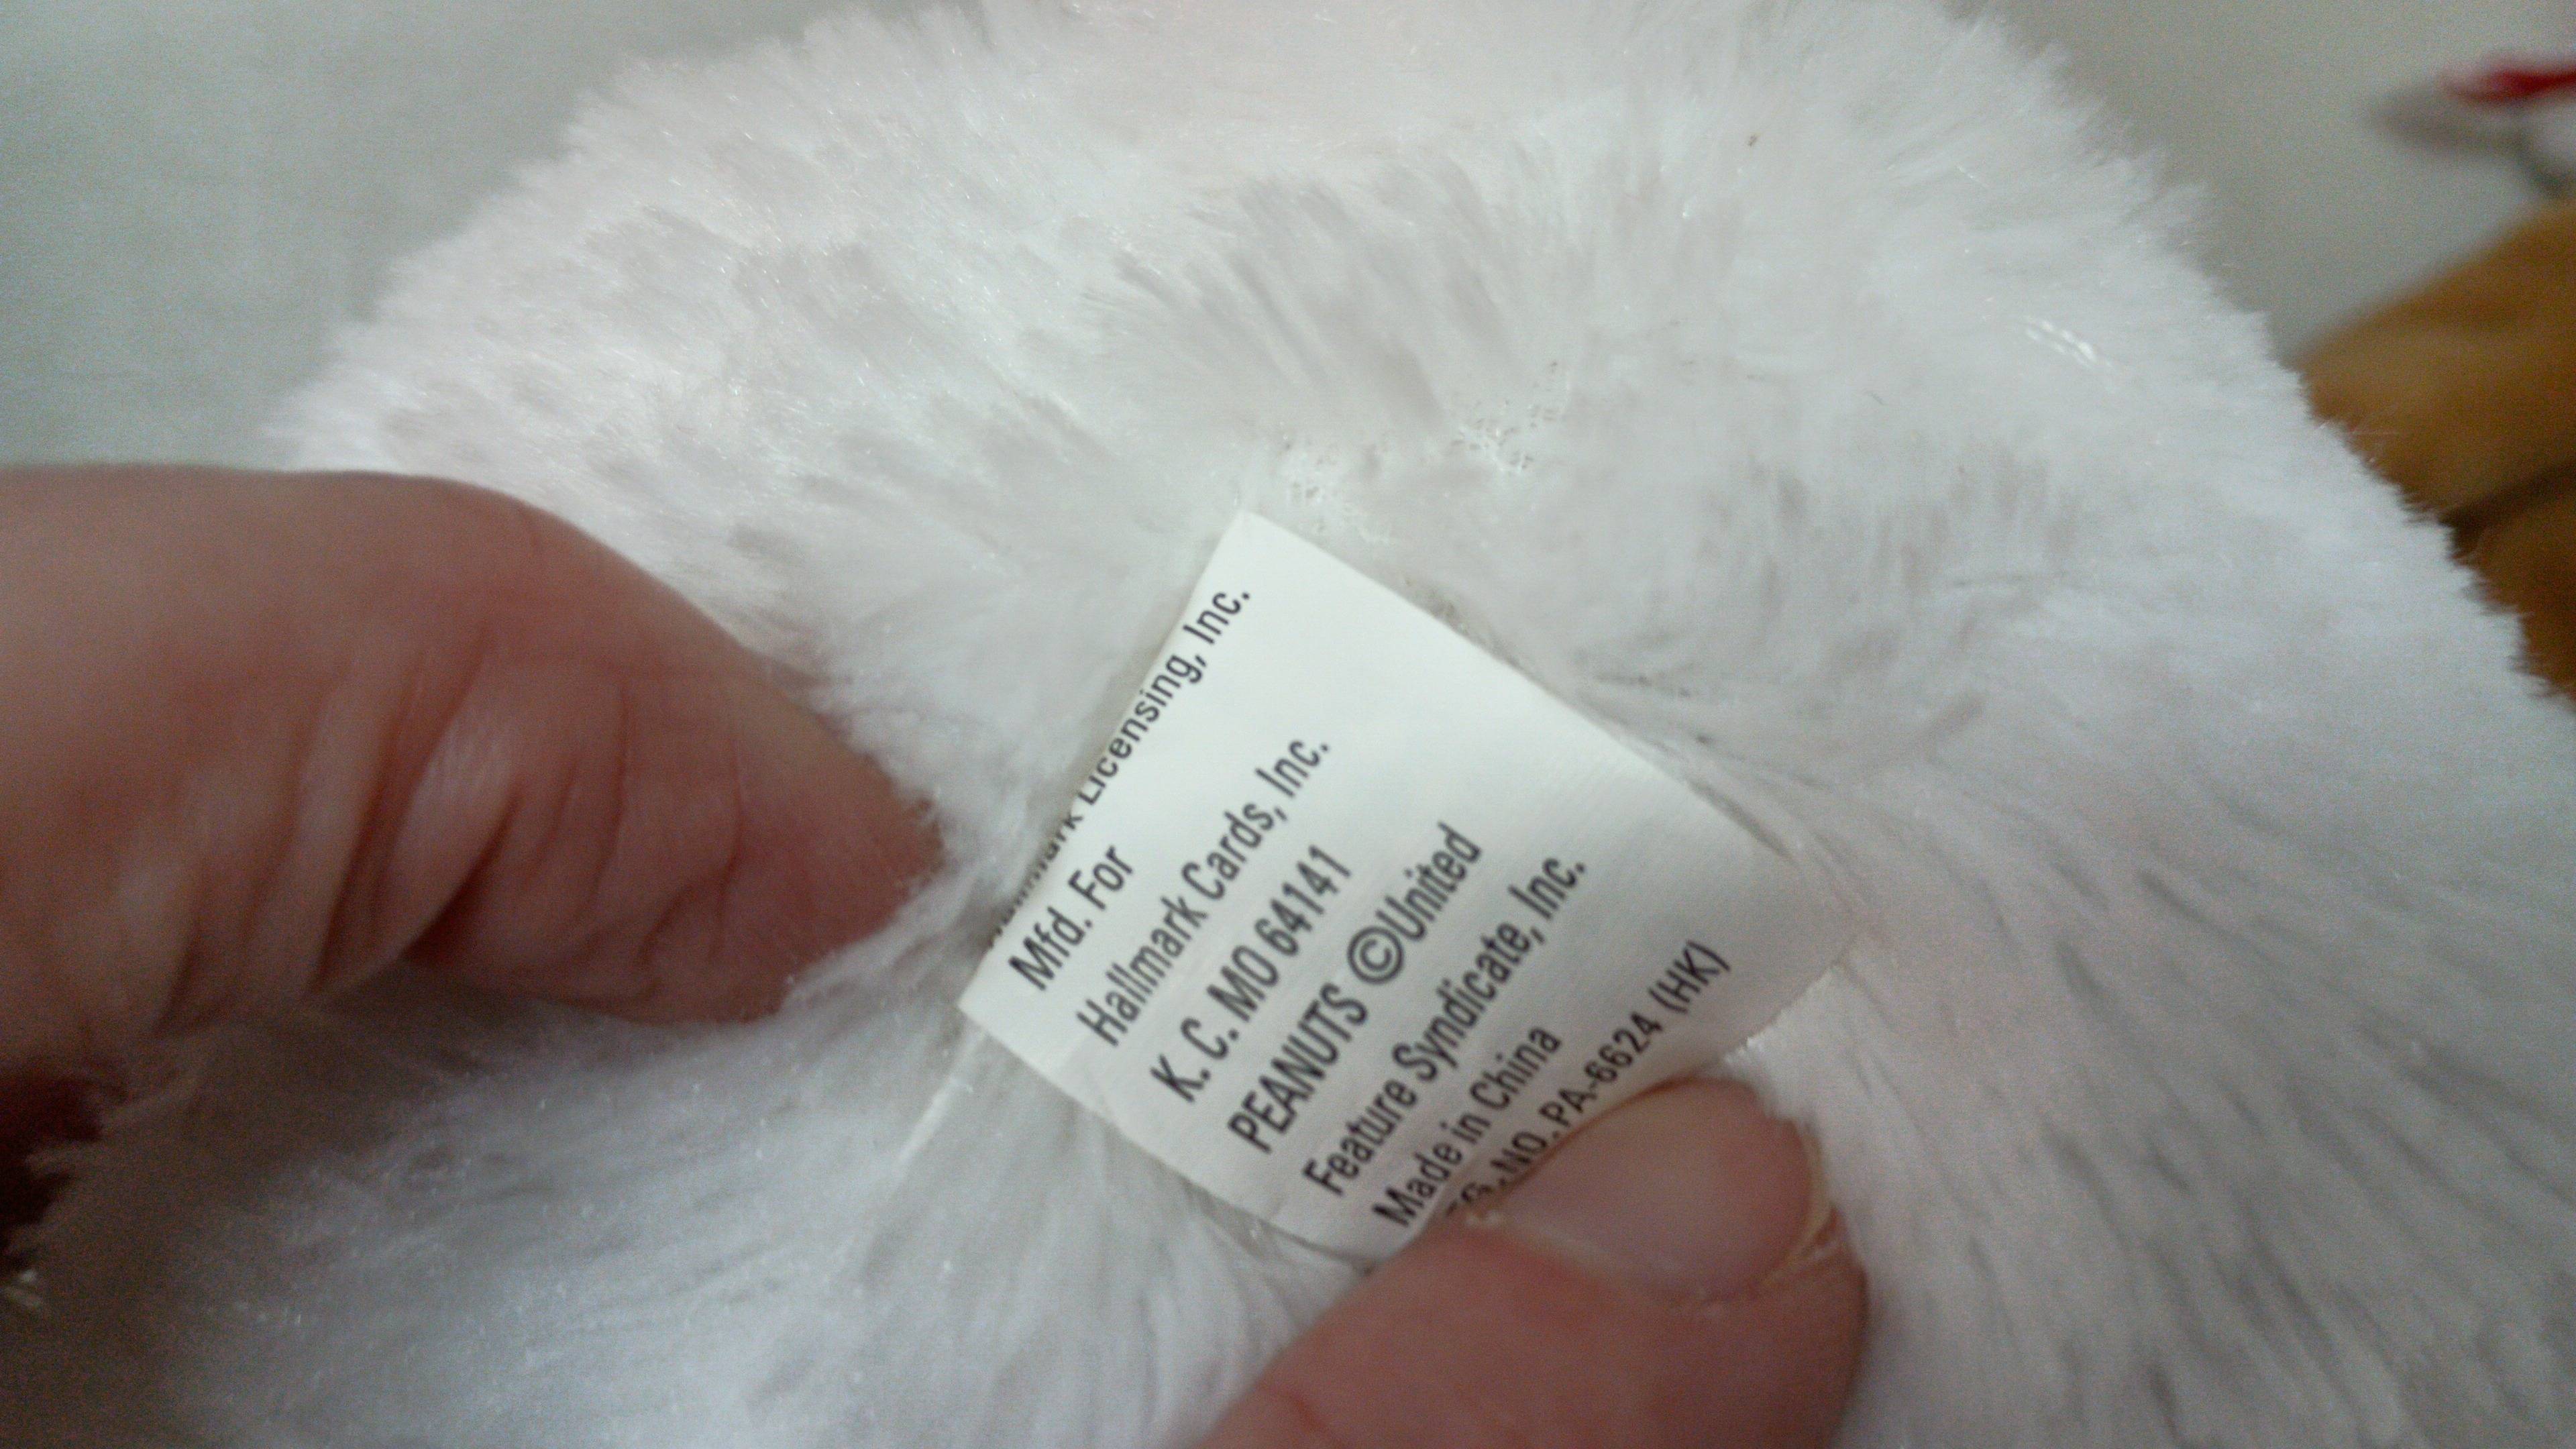 Licensing, Inc.
Mfd. For
Hallmark Cards, Inc.
K. C. MO 64141
PEANUTS ©United
Feature Syndicate, Inc.
Made in China
NO. PA-6624 (HK)